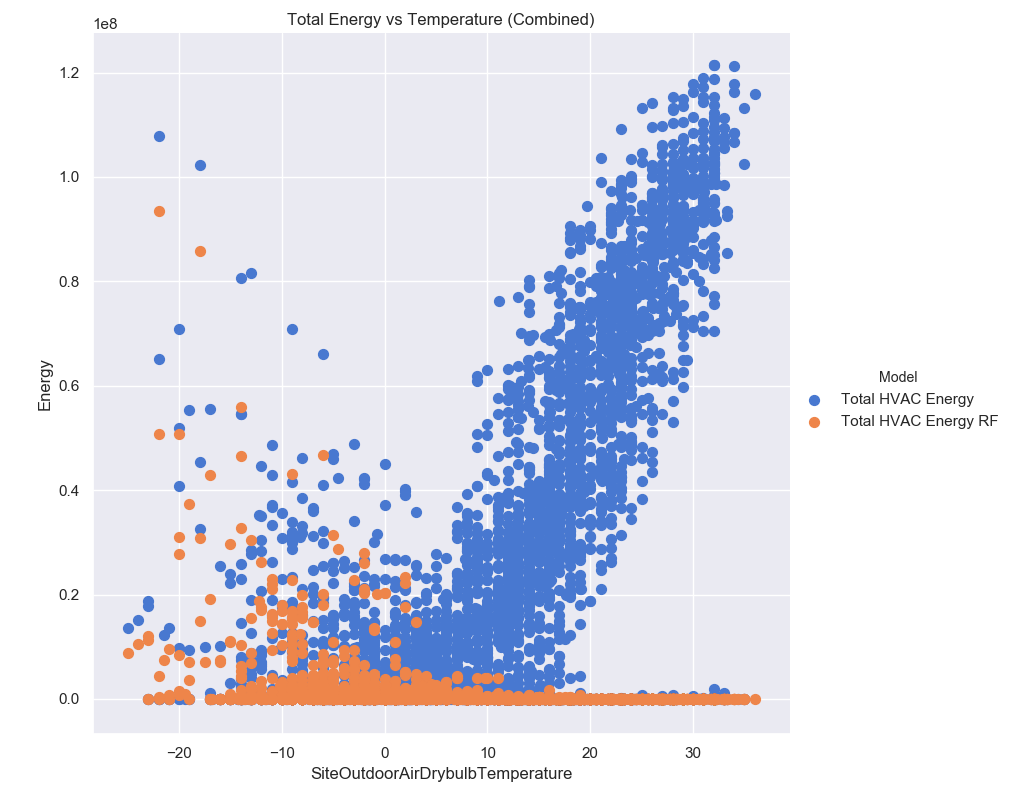 Total Energy vs Temperature (Combined)
1e8
1.2
1.0
0.8
0.6
0.4
0.2
0.0
Energy
−20
−10
0
10
20
30
SiteOutdoorAirDrybulbTemperature
Model
Total HVAC Energy
Total HVAC Energy RF